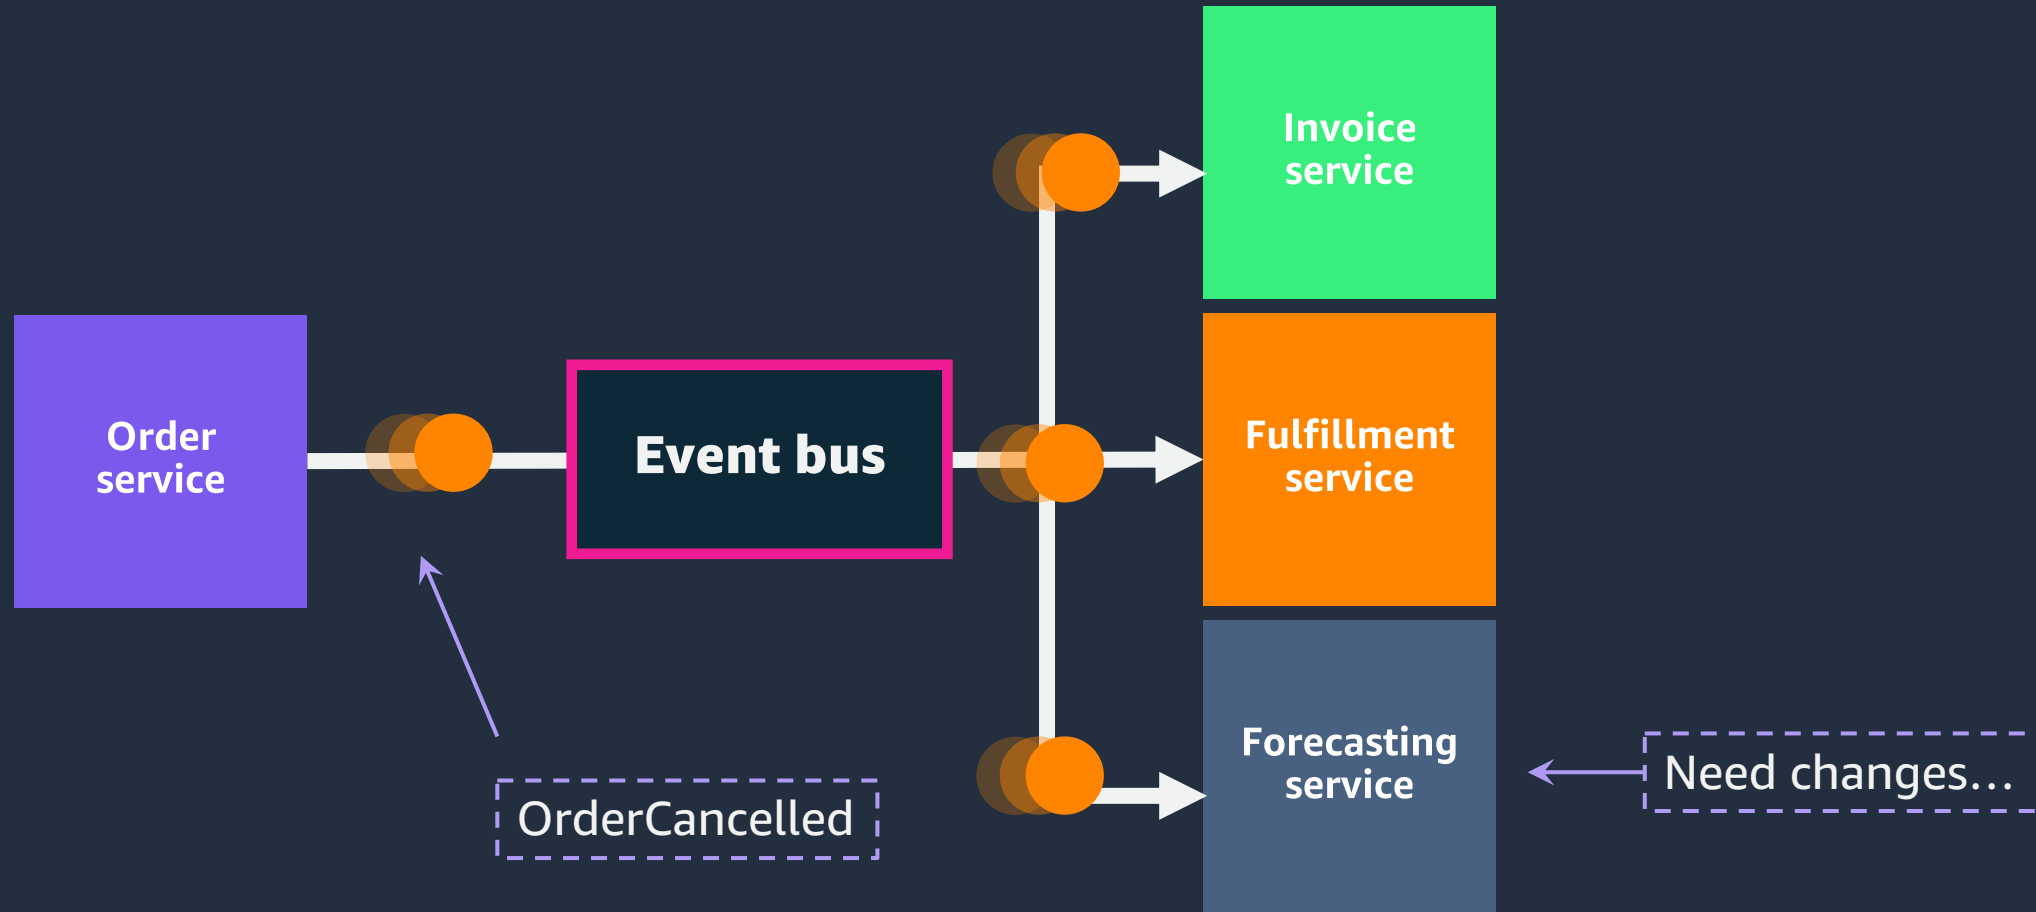 Invoice
service
Order
service
Event bus
Fulfillment
service
Forecasting
service
Need changes...
OrderCancelled